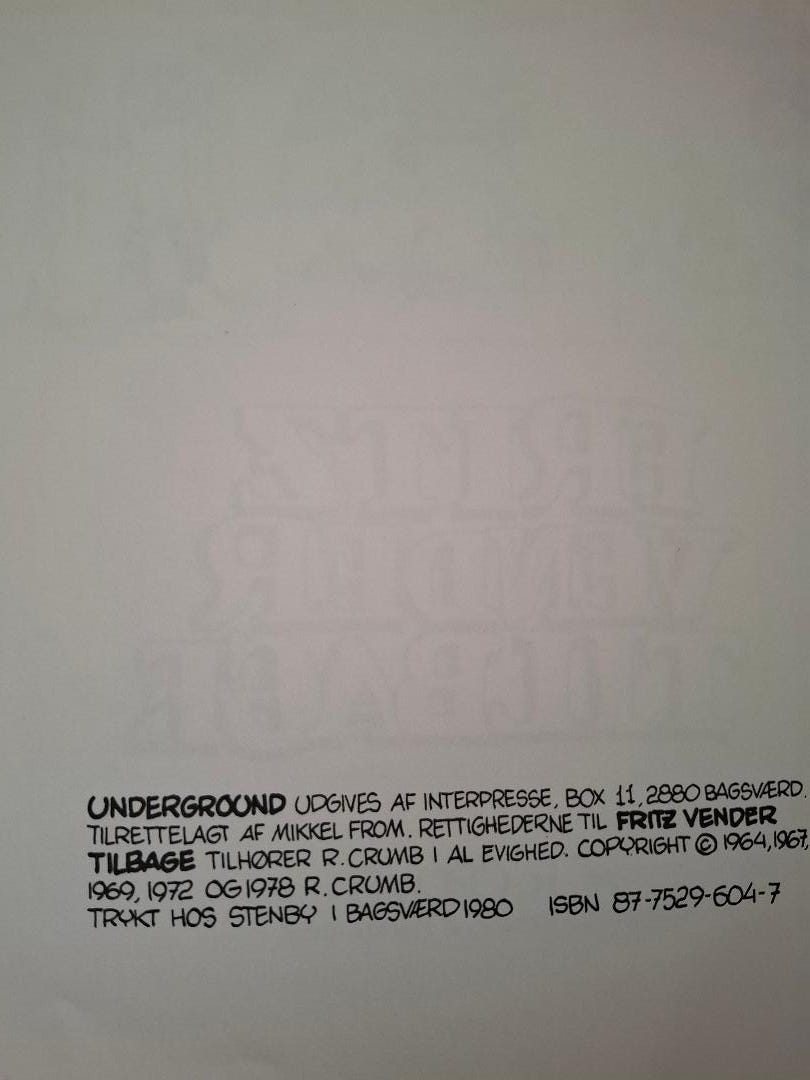 UNDERGROUND UDGIVES AF INTERPRESSE, BOX 11, 2880 BAGSVÆRD.
TILRETTELAGT AF MIKKEL FROM. RETTIGHEDERNE TIL FRITZ VENDER
TILBAGE TILHØRER R. CRUMB I AL EVIGHED. COPYRIGHT © 1964, 1967,
1969, 1972 OG 1978 R. CRUMB.
TRYKT HOS STENBY I BAGSVÆRD 1980 ISBN 87-7529-604-7